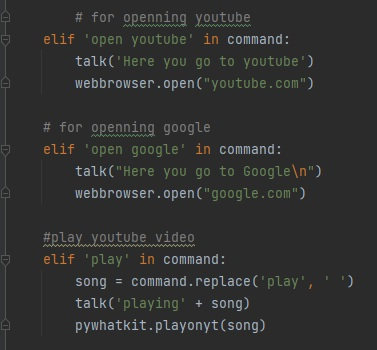 # for openning youtube
elif 'open youtube' in command:
talk('Here you go to youtube')
webbrowser.open("youtube.com")
# for openning google
elif 'open google' in command:
talk("Here you go to Google\n")
webbrowser.open("google.com")
#play youtube video
elif 'play' in command:
song = command.replace('play', ' ')
talk('playing' + song)
pywhatkit.playonyt(song)